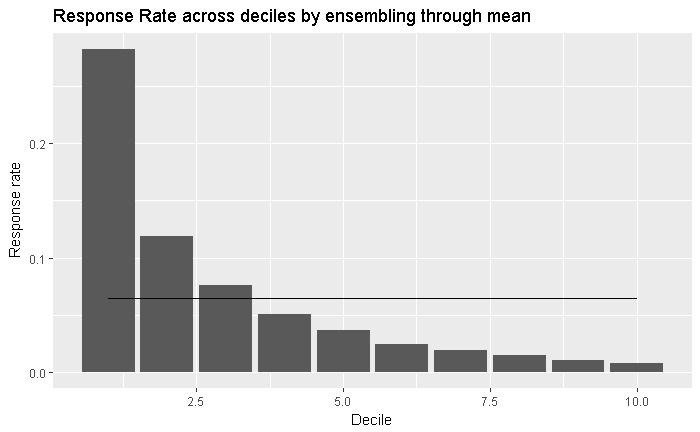 Response Rate across deciles by ensembling through mean
Response rate
0.2
0.1
0.0
2.5 5.0 7.5 10.0
Decile